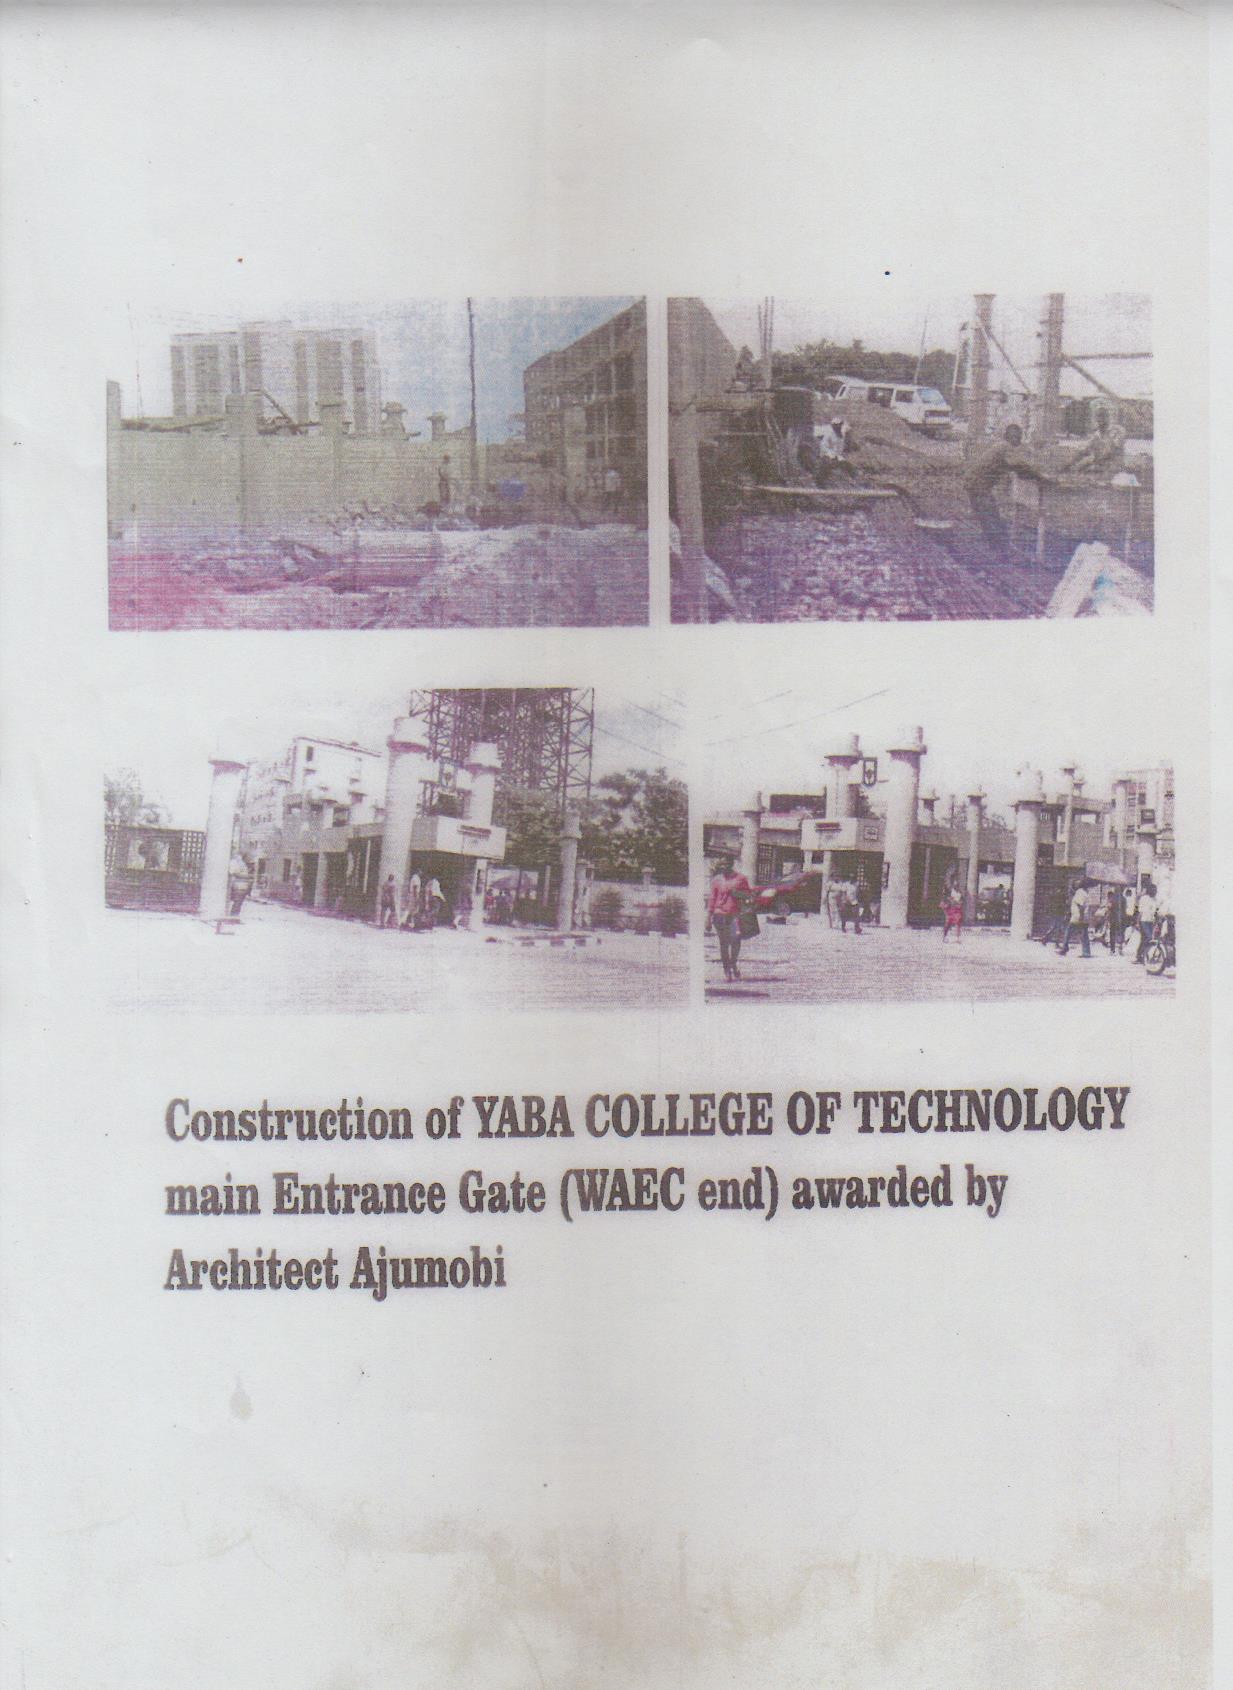 Construction of YABA COLLEGE OF TECHNOLOGY
main Entrance Gate (WAEC end) awarded by
Architect Ajumobi